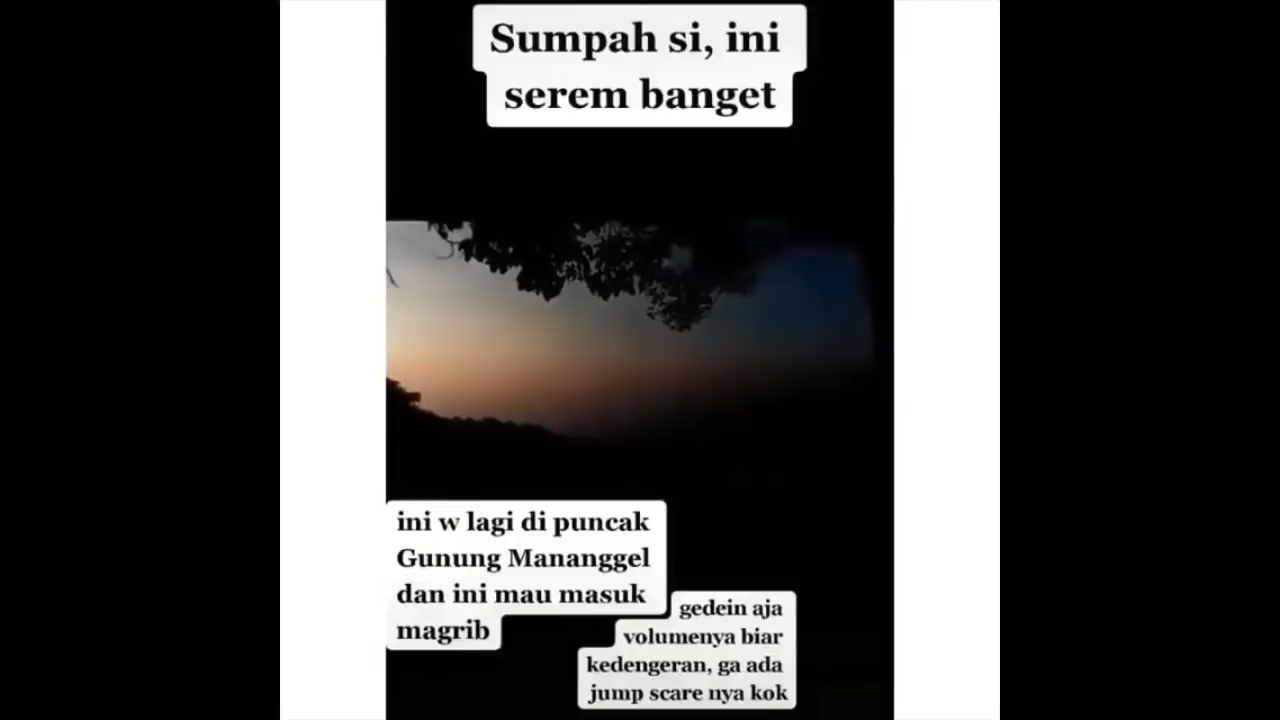 Sumpah si, ini
serem banget
ini w lagi di puncak
Gunung Mananggel
dan ini mau masuk
magrib
gedein aja
volumenya biar
kedengeran, ga ada
jump scare nya kok